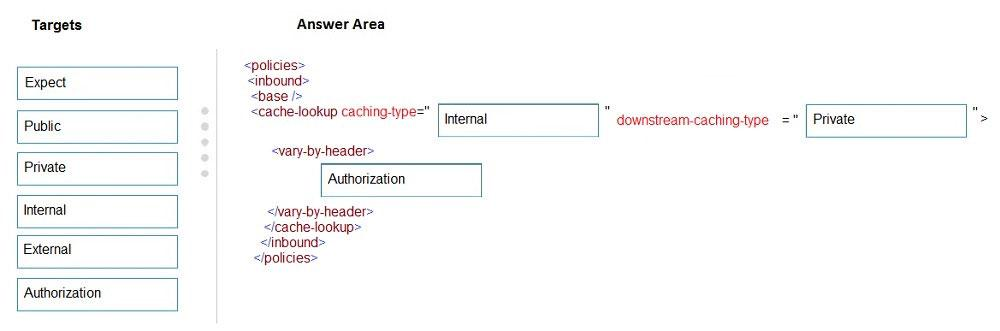 Targets
Answer Area
Expect
Public
Private
Internal
External
Authorization
<policies>
<inbound>
<base />
<cache-lookup caching-type=" Internal " downstream-caching-type = " Private " >
<vary-by-header>
Authorization
</vary-by-header>
</cache-lookup>
</inbound>
</policies>